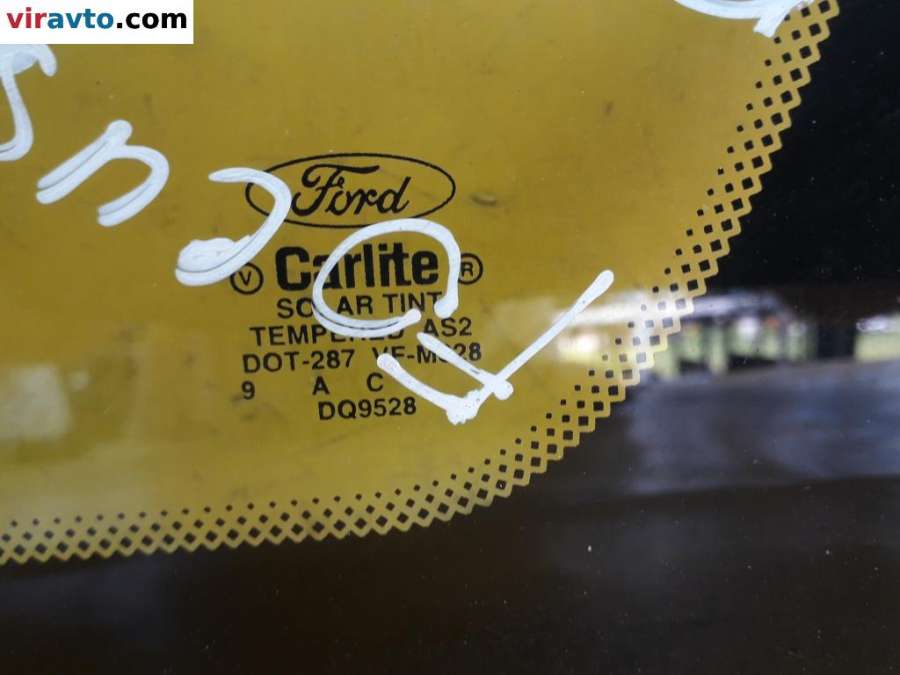 viravto.com
Ford
V Carlite R
SOLAR TINT
TEMPERED AS2
DOT-287
9 A C
DQ9528